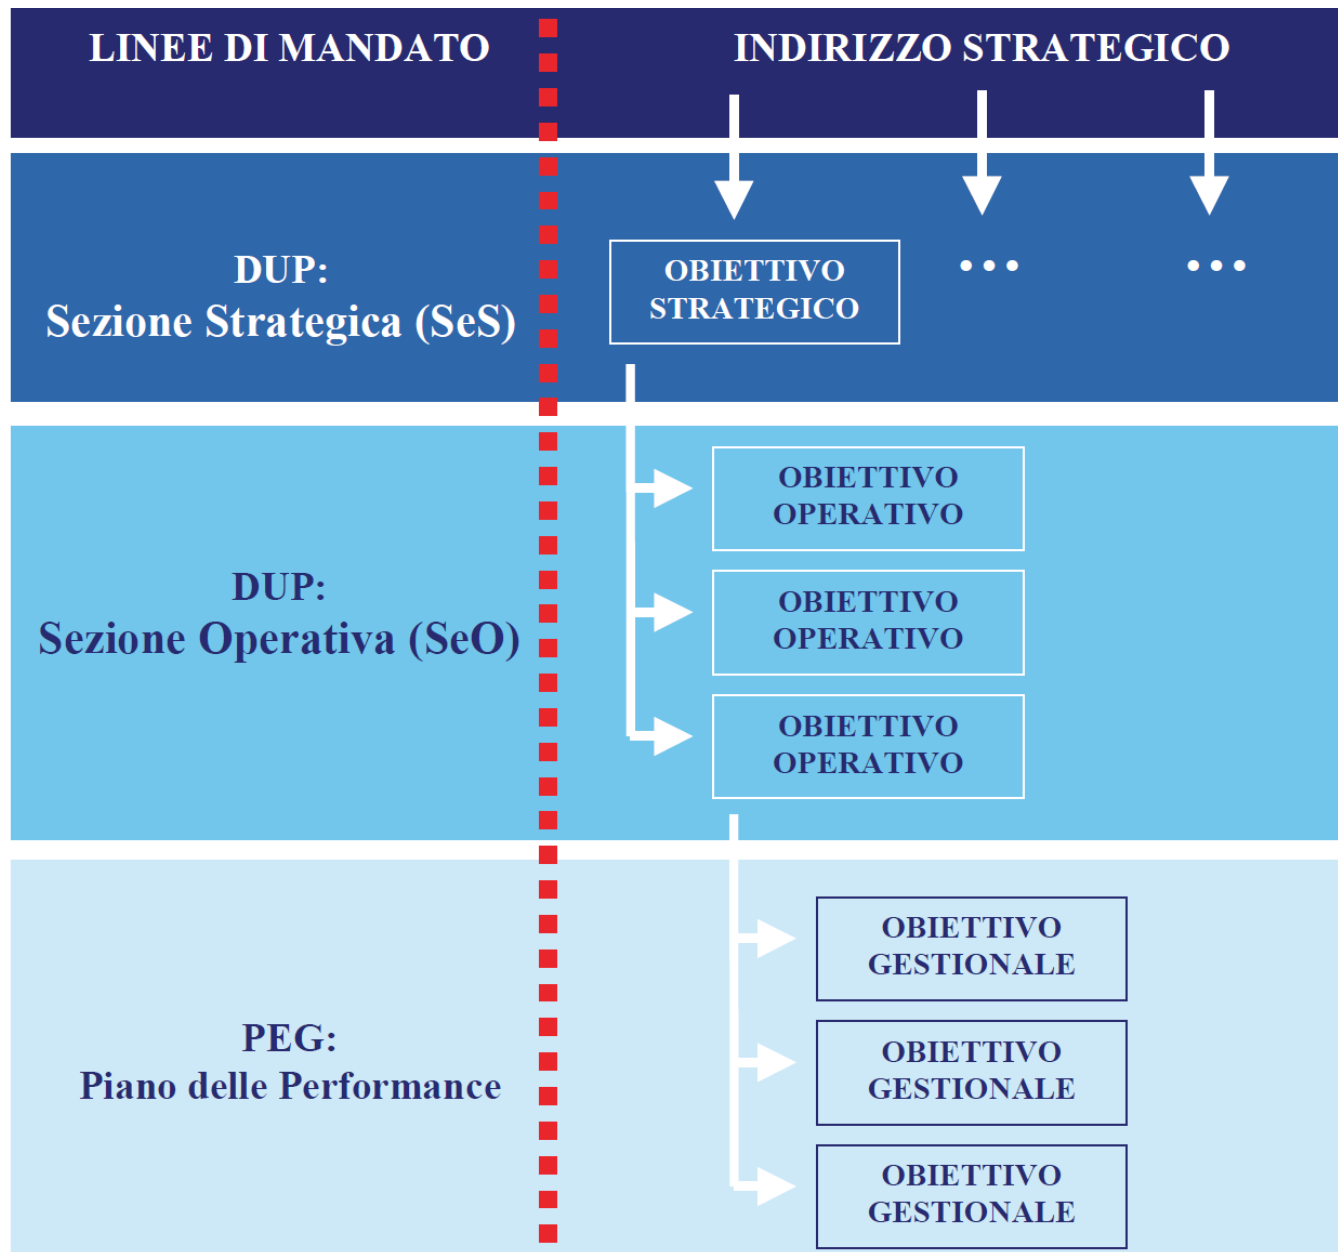 LINEE DI MANDATO
INDIRIZZO STRATEGICO
DUP:
Sezione Strategica (SeS)
OBIETTIVO
STRATEGICO
...
...
DUP:
Sezione Operativa (SeO)
OBIETTIVO
OPERATIVO
OBIETTIVO
OPERATIVO
OBIETTIVO
OPERATIVO
PEG:
Piano delle Performance
OBIETTIVO
GESTIONALE
OBIETTIVO
GESTIONALE
OBIETTIVO
GESTIONALE